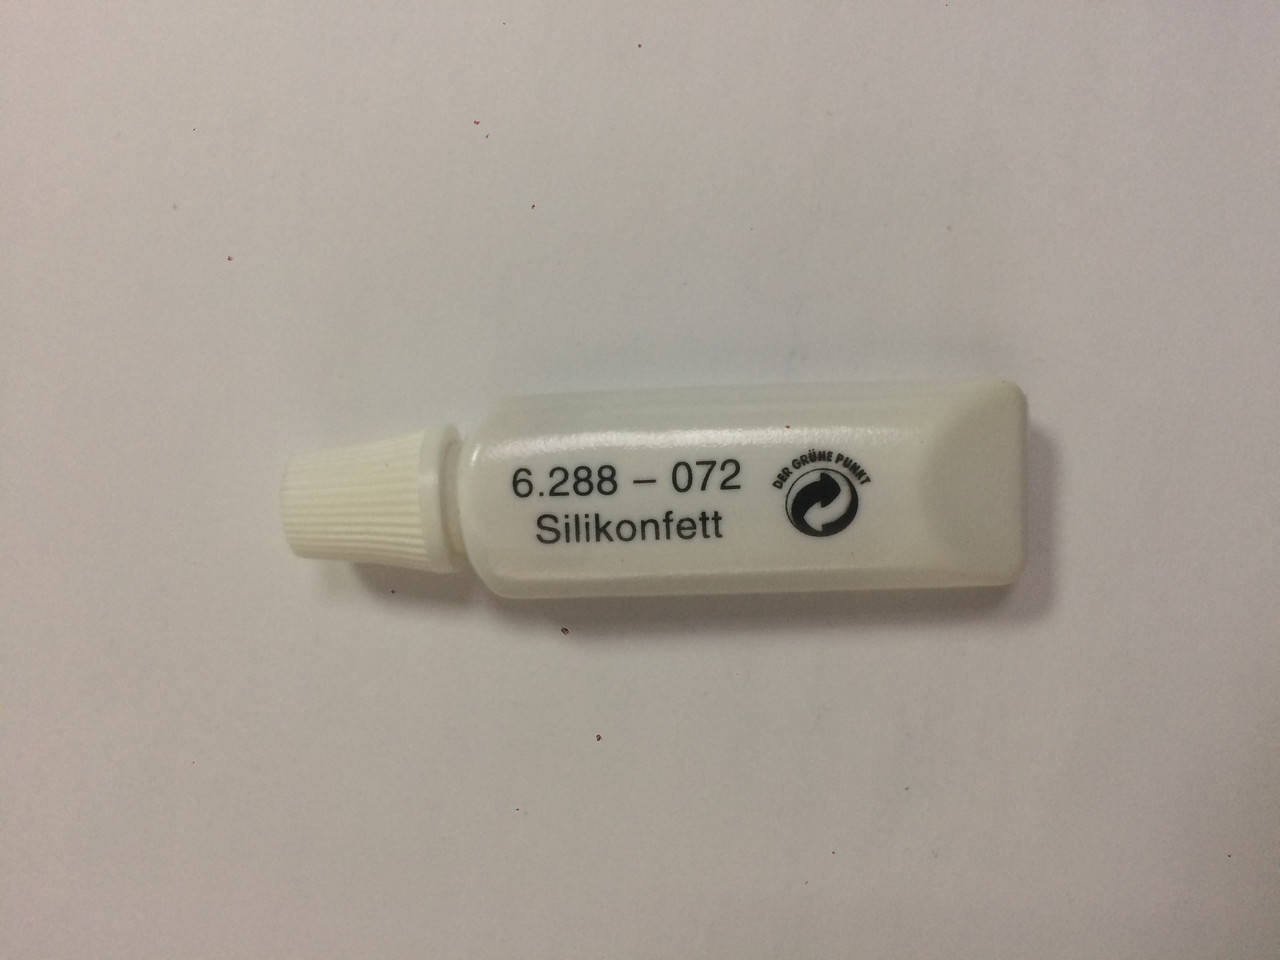 6.288 – 072
Silikonfett
DER GRÜNE PUNKT